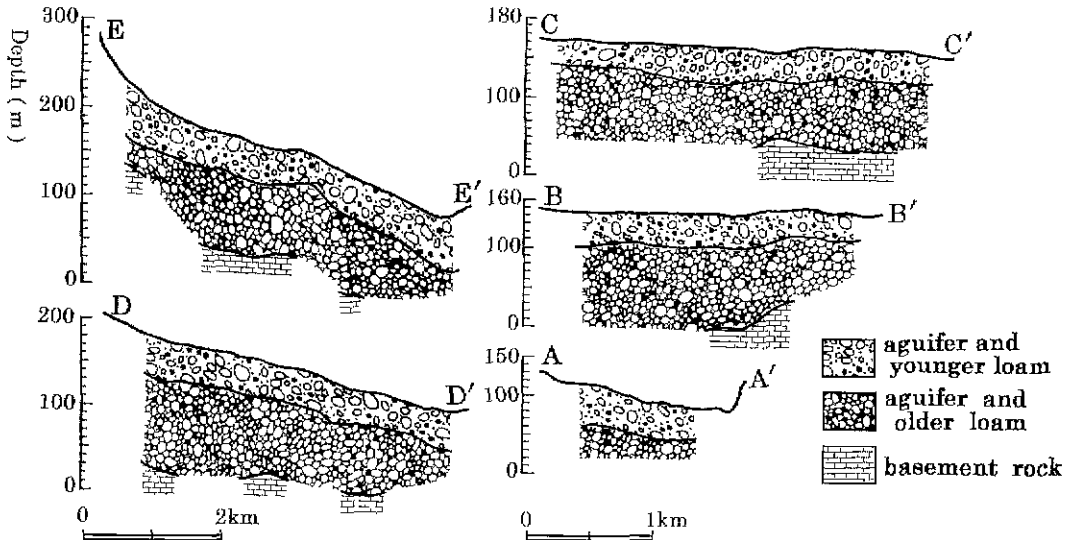 Depth (m)
300
200
100
0
E
E′
200
100
0
D
D′
0
2km
180
100
0
C
C′
160
100
0
B
B′
150
100
0
A
A′
0
1km
aguifer and
younger loam
aguifer and
older loam
basement rock